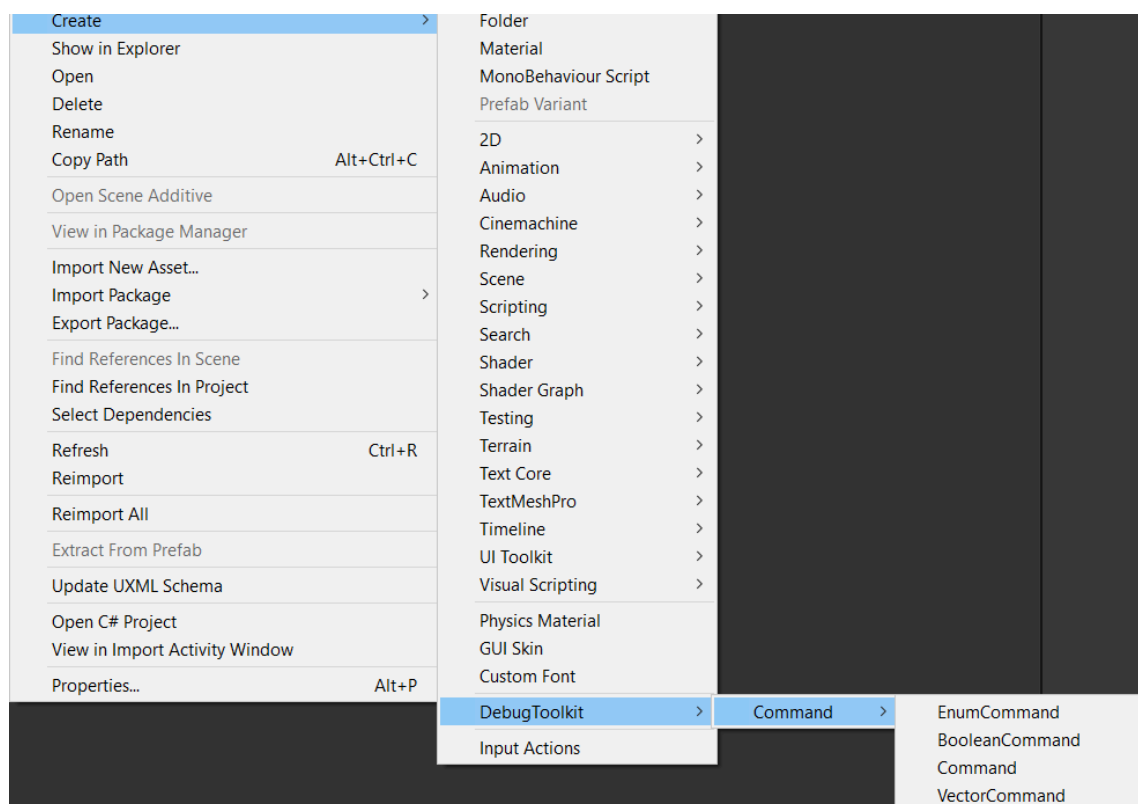 Create
Show in Explorer
Open
Delete
Rename
Copy Path Alt+Ctrl+C
Open Scene Additive
View in Package Manager
Import New Asset...
Import Package
Export Package...
Find References In Scene
Find References In Project
Select Dependencies
Refresh Ctrl+R
Reimport
Reimport All
Extract From Prefab
Update UXML Schema
Open C# Project
View in Import Activity Window
Properties... Alt+P
Folder
Material
MonoBehaviour Script
Prefab Variant
2D
Animation
Audio
Cinemachine
Rendering
Scene
Scripting
Search
Shader
Shader Graph
Testing
Terrain
Text Core
TextMeshPro
Timeline
UI Toolkit
Visual Scripting
Physics Material
GUI Skin
Custom Font
DebugToolkit
Input Actions
Command
EnumCommand
BooleanCommand
Command
VectorCommand